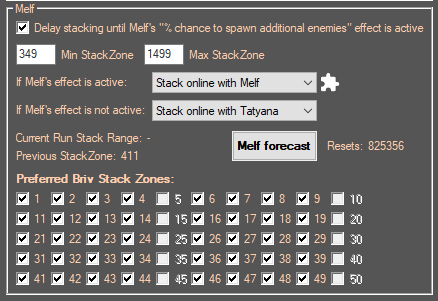 Melf
Delay stacking until Melf's "% chance to spawn additional enemies" effect is active
349 Min StackZone 1499 Max StackZone
If Melf's effect is active: Stack online with Melf
If Melf's effect is not active: Stack online with Tatyana
Current Run Stack Range: -
Previous StackZone: 411
Melf forecast Resets: 825356
Preferred Briv Stack Zones:
1 2 3 4 5 6 7 8 9 10
11 12 13 14 15 16 17 18 19 20
21 22 23 24 25 26 27 28 29 30
31 32 33 34 35 36 37 38 39 40
41 42 43 44 45 46 47 48 49 50